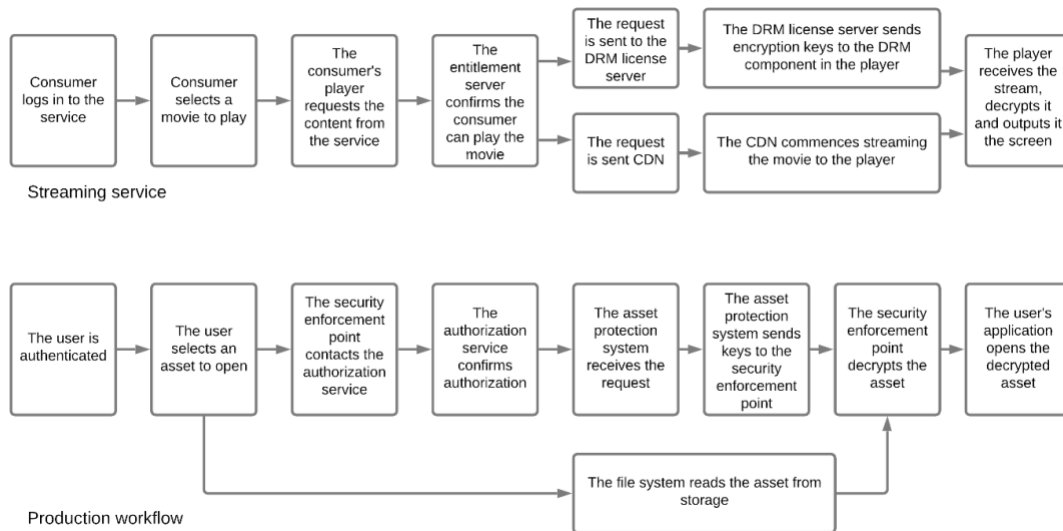 Consumer
logs in to the
service
Consumer
selects a
movie to play
The
consumer's
player
requests the
content from
the service
The
entitlement
server
confirms the
consumer
can play the
movie
The request
is sent to the
DRM license
server
The DRM license server sends
encryption keys to the DRM
component in the player
The request
is sent CDN
The CDN commences streaming
the movie to the player
The player
receives the
stream,
decrypts it
and outputs it
the screen
Streaming service
The user is
authenticated
The user
selects an
asset to open
The security
enforcement
point
contacts the
authorization
service
The
authorization
service
confirms
authorization
The asset
protection
system
receives the
request
The asset
protection
system sends
keys to the
security
enforcement
point
The security
enforcement
point
decrypts the
asset
The user's
application
opens the
decrypted
asset
The file system reads the asset from
storage
Production workflow